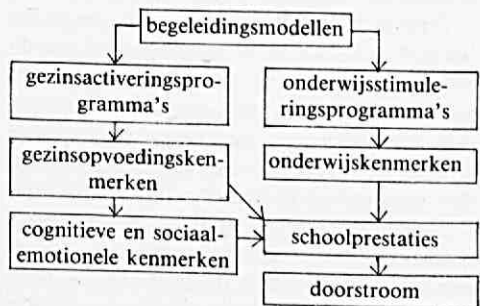 begeleidingsmodellen
gezinsactiveringspro-
gramma's
onderwijsstimule-
ringsprogramma's
gezinsopvoedingsken-
merken
onderwijskenmerken
cognitieve en sociaal-
emotionele kenmerken
schoolprestaties
doorstroom